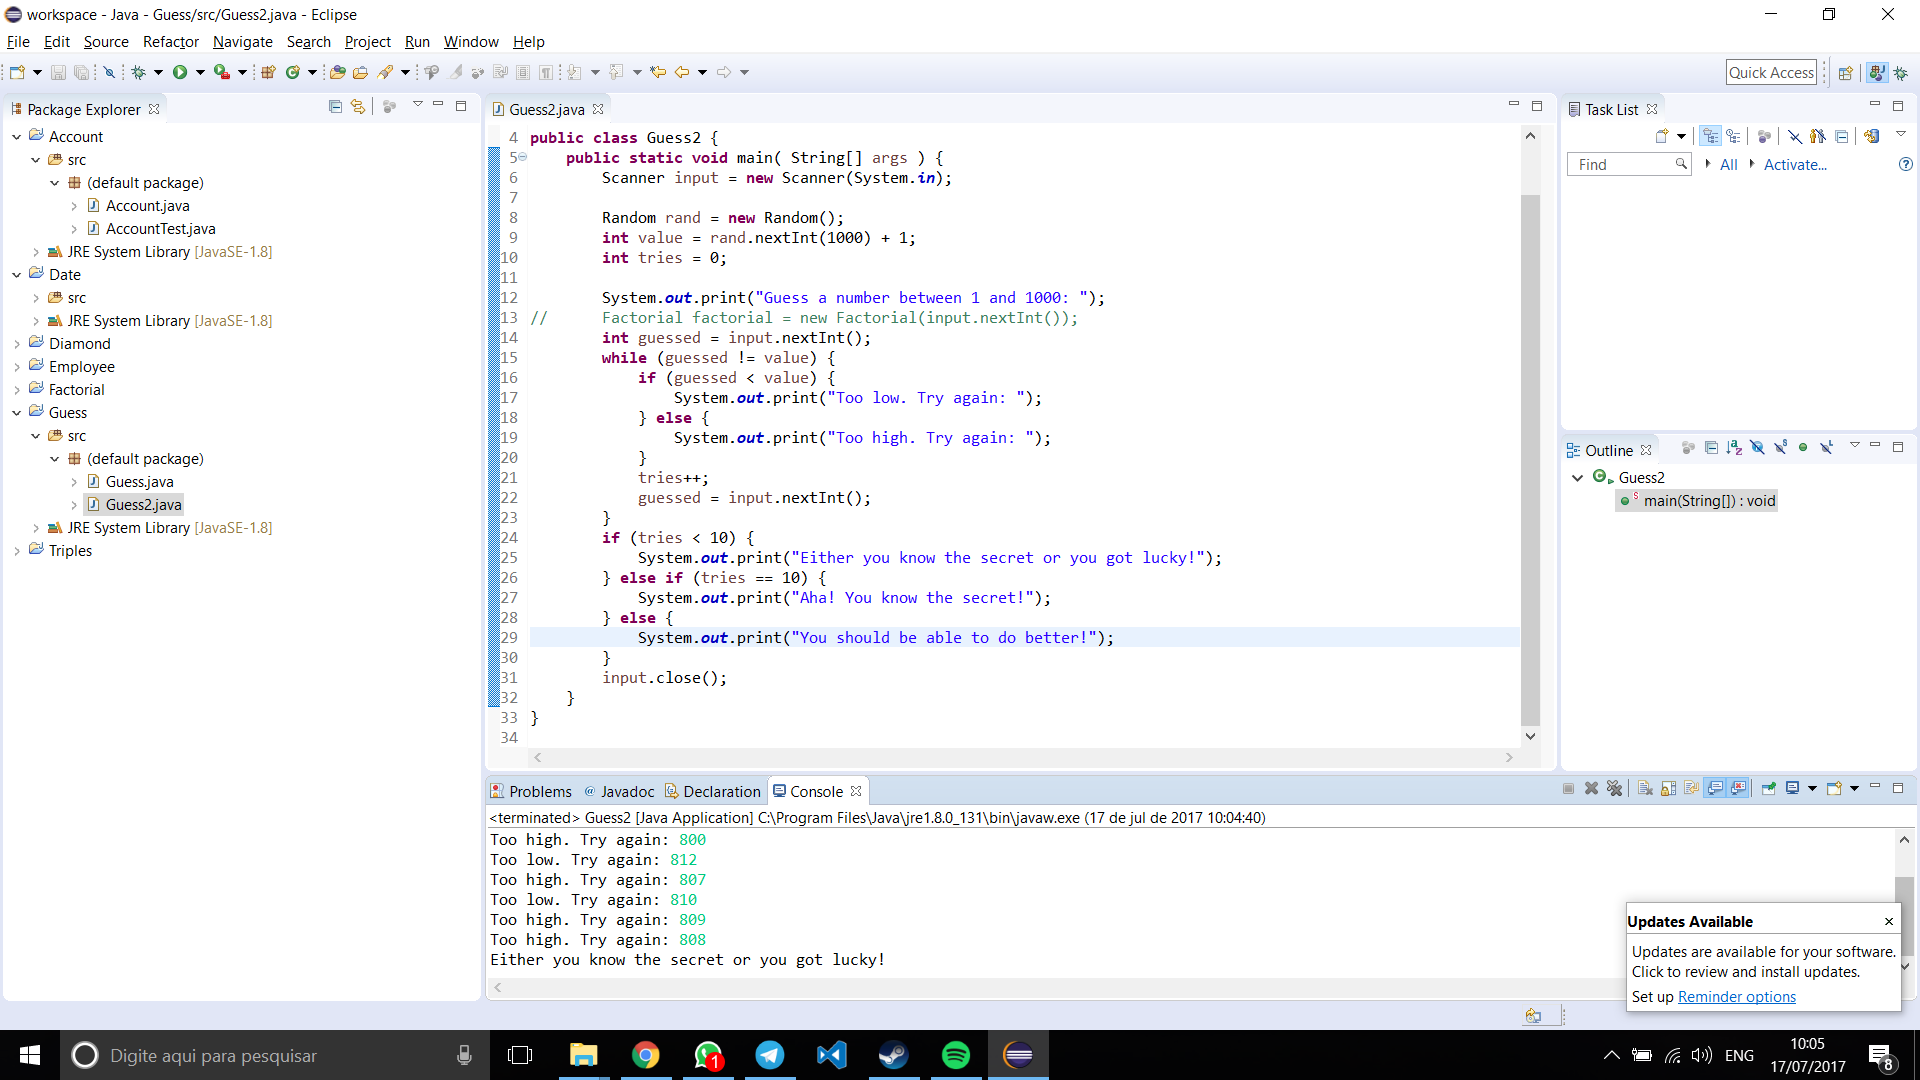 workspace - Java - Guess/src/Guess2.java - Eclipse
File Edit Source Refactor Navigate Search Project Run Window Help
Quick Access
Package Explorer
Account
src
(default package)
Account.java
AccountTest.java
JRE System Library [JavaSE-1.8]
Date
src
JRE System Library [JavaSE-1.8]
Diamond
Employee
Factorial
Guess
src
(default package)
Guess.java
Guess2.java
JRE System Library [JavaSE-1.8]
Triples
Guess2.java
4 public class Guess2 {
5 public static void main( String[] args ) {
6 Scanner input = new Scanner(System.in);
7
8 Random rand = new Random();
9 int value = rand.nextInt(1000) + 1;
10 int tries = 0;
11
12 System.out.print("Guess a number between 1 and 1000: ");
13 // Factorial factorial = new Factorial(input.nextInt());
14 int guessed = input.nextInt();
15 while (guessed != value) {
16 if (guessed < value) {
17 System.out.print("Too low. Try again: ");
18 } else {
19 System.out.print("Too high. Try again: ");
20 }
21 tries++;
22 guessed = input.nextInt();
23 }
24 if (tries < 10) {
25 System.out.print("Either you know the secret or you got lucky!");
26 } else if (tries == 10) {
27 System.out.print("Aha! You know the secret!");
28 } else {
29 System.out.print("You should be able to do better!");
30 }
31 input.close();
32 }
33 }
34
Task List
Find All Activate...
Outline
Guess2
main(String[]) : void
Problems @ Javadoc Declaration Console
<terminated> Guess2 [Java Application] C:\Program Files\Java\jre1.8.0_131\bin\javaw.exe (17 de jul de 2017 10:04:40)
Too high. Try again: 800
Too low. Try again: 812
Too high. Try again: 807
Too low. Try again: 810
Too high. Try again: 809
Too high. Try again: 808
Either you know the secret or you got lucky!
Updates Available
Updates are available for your software.
Click to review and install updates.
Set up Reminder options
Digite aqui para pesquisar
1
ENG
10:05
17/07/2017
8